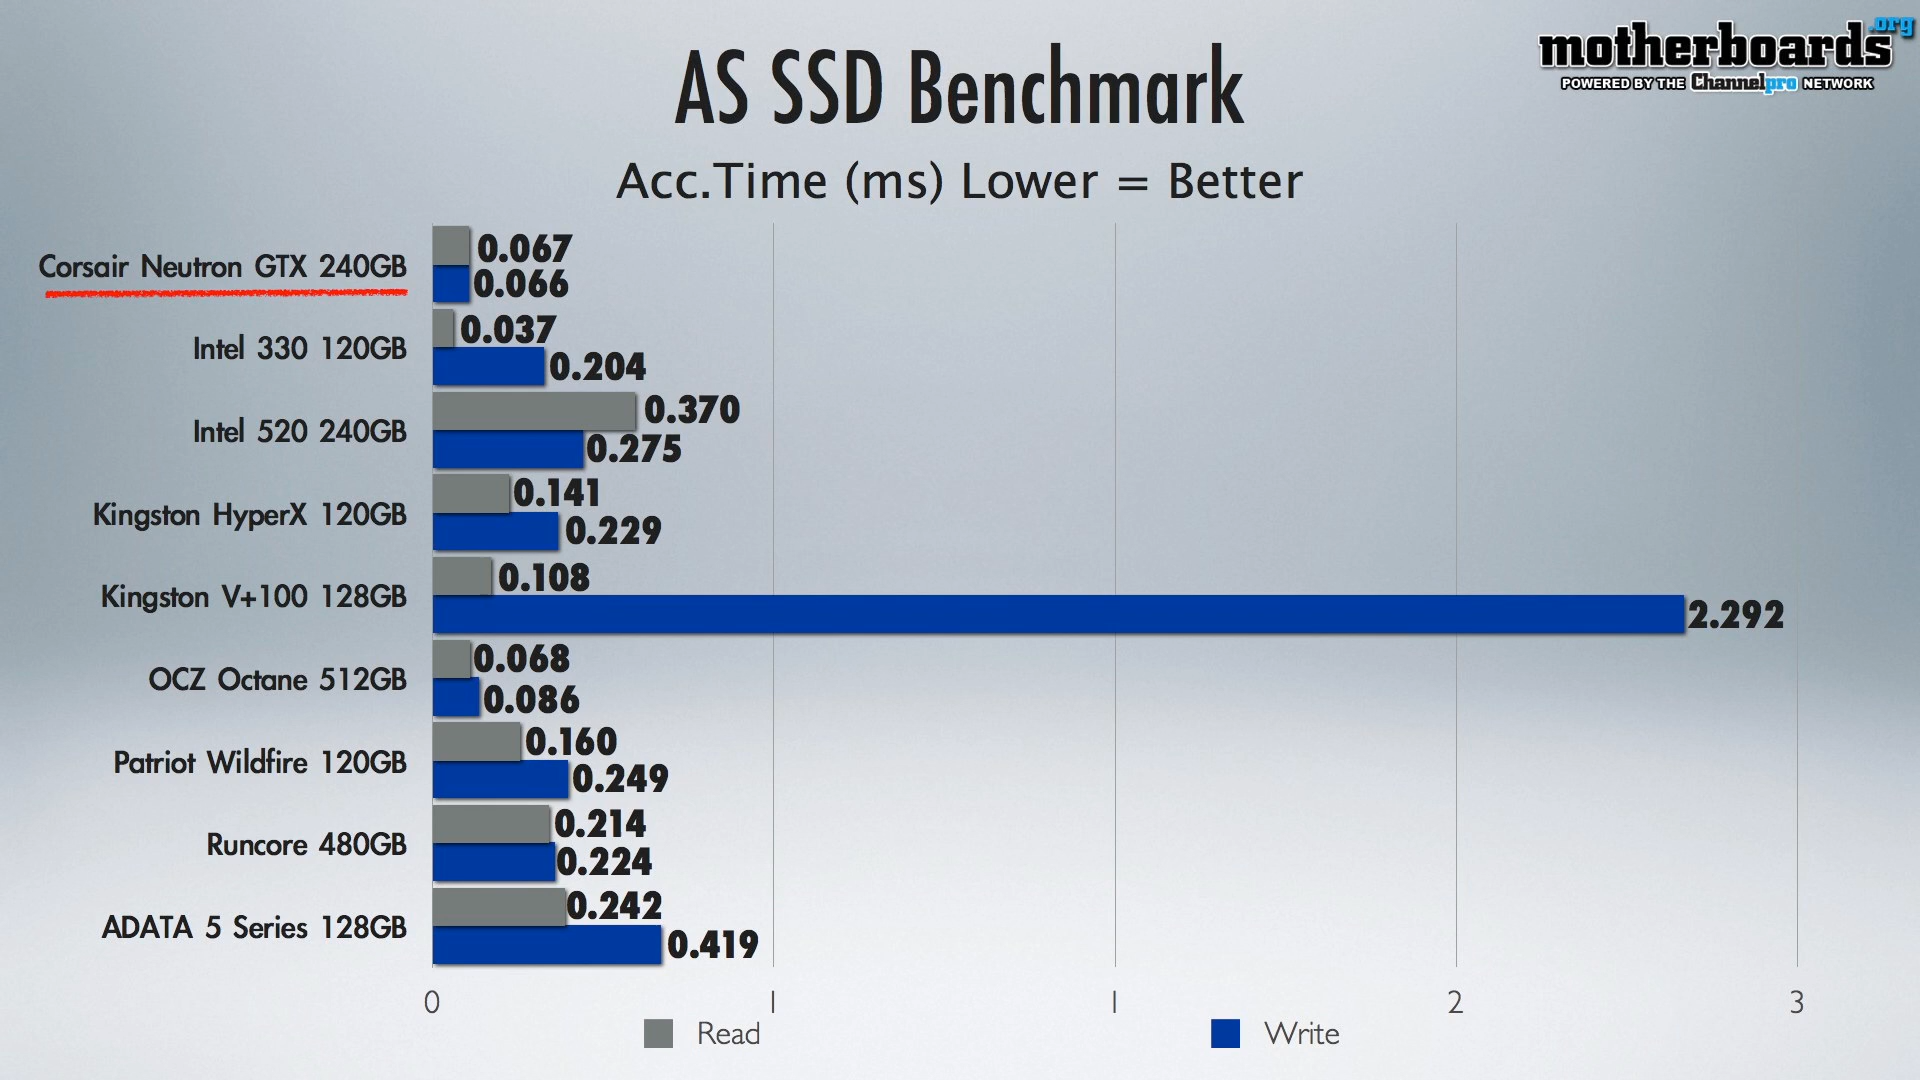 motherboards.org
POWERED BY THE Channelpro NETWORK
AS SSD Benchmark
Acc.Time (ms) Lower = Better
Corsair Neutron GTX 240GB
0.067
0.066
Intel 330 120GB
0.037
0.204
Intel 520 240GB
0.370
0.275
Kingston HyperX 120GB
0.141
0.229
Kingston V+100 128GB
0.108
2.292
OCZ Octane 512GB
0.068
0.086
Patriot Wildfire 120GB
0.160
0.249
Runcore 480GB
0.214
0.224
ADATA 5 Series 128GB
0.242
0.419
0 1 1 2 3
Read Write